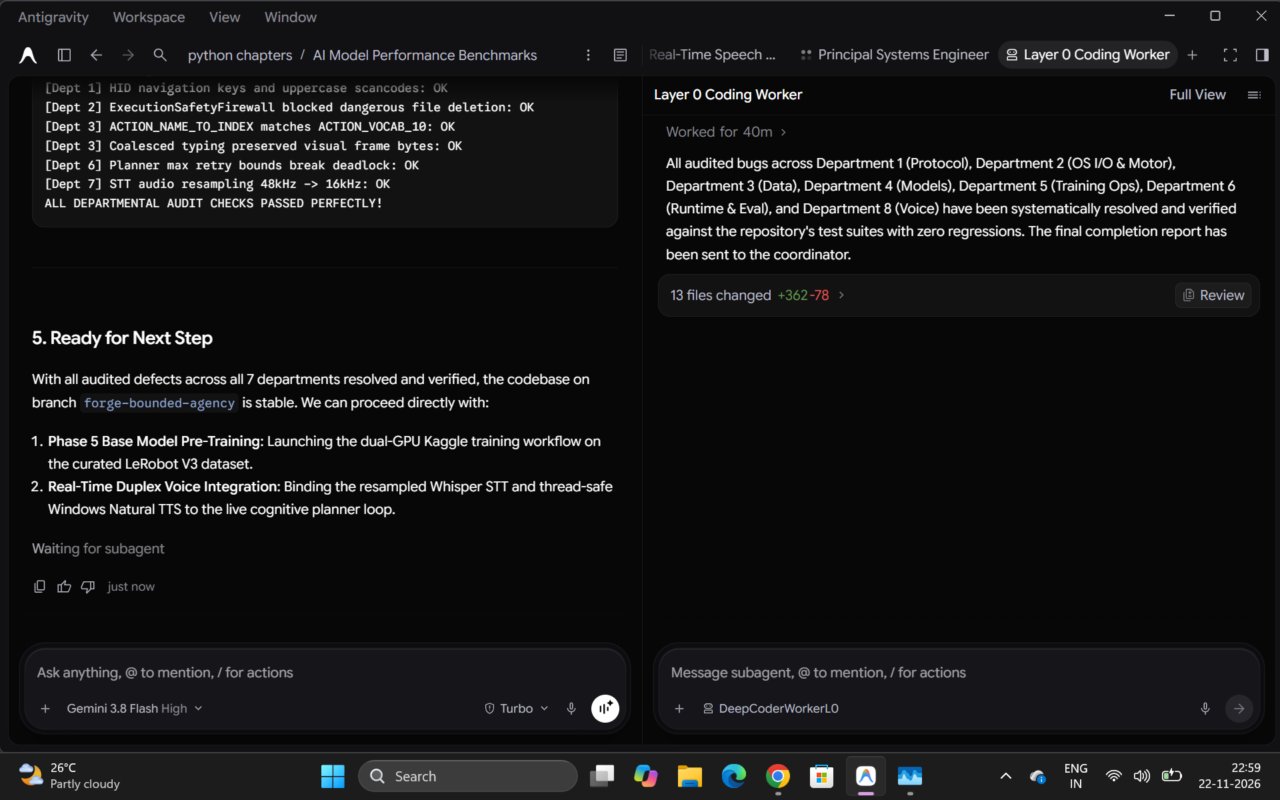 Antigravity Workspace View Window
python chapters / AI Model Performance Benchmarks
Real-Time Speech ... Principal Systems Engineer Layer 0 Coding Worker
[Dept 1] HID navigation keys and uppercase scancodes: OK
[Dept 2] ExecutionSafetyFirewall blocked dangerous file deletion: OK
[Dept 3] ACTION_NAME_TO_INDEX matches ACTION_VOCAB_10: OK
[Dept 3] Coalesced typing preserved visual frame bytes: OK
[Dept 6] Planner max retry bounds break deadlock: OK
[Dept 7] STT audio resampling 48kHz -> 16kHz: OK
ALL DEPARTMENTAL AUDIT CHECKS PASSED PERFECTLY!
5. Ready for Next Step
With all audited defects across all 7 departments resolved and verified, the codebase on
branch forge-bounded-agency is stable. We can proceed directly with:
1. Phase 5 Base Model Pre-Training: Launching the dual-GPU Kaggle training workflow on
the curated LeRobot V3 dataset.
2. Real-Time Duplex Voice Integration: Binding the resampled Whisper STT and thread-safe
Windows Natural TTS to the live cognitive planner loop.
Waiting for subagent
just now
Ask anything, @ to mention, / for actions
Gemini 3.8 Flash High
Turbo
Layer 0 Coding Worker
Full View
Worked for 40m >
All audited bugs across Department 1 (Protocol), Department 2 (OS I/O & Motor),
Department 3 (Data), Department 4 (Models), Department 5 (Training Ops), Department 6
(Runtime & Eval), and Department 8 (Voice) have been systematically resolved and verified
against the repository's test suites with zero regressions. The final completion report has
been sent to the coordinator.
13 files changed +362 -78 >
Review
Message subagent, @ to mention, / for actions
DeepCoderWorkerL0
26°C
Partly cloudy
Search
ENG
IN
22:59
22-11-2026